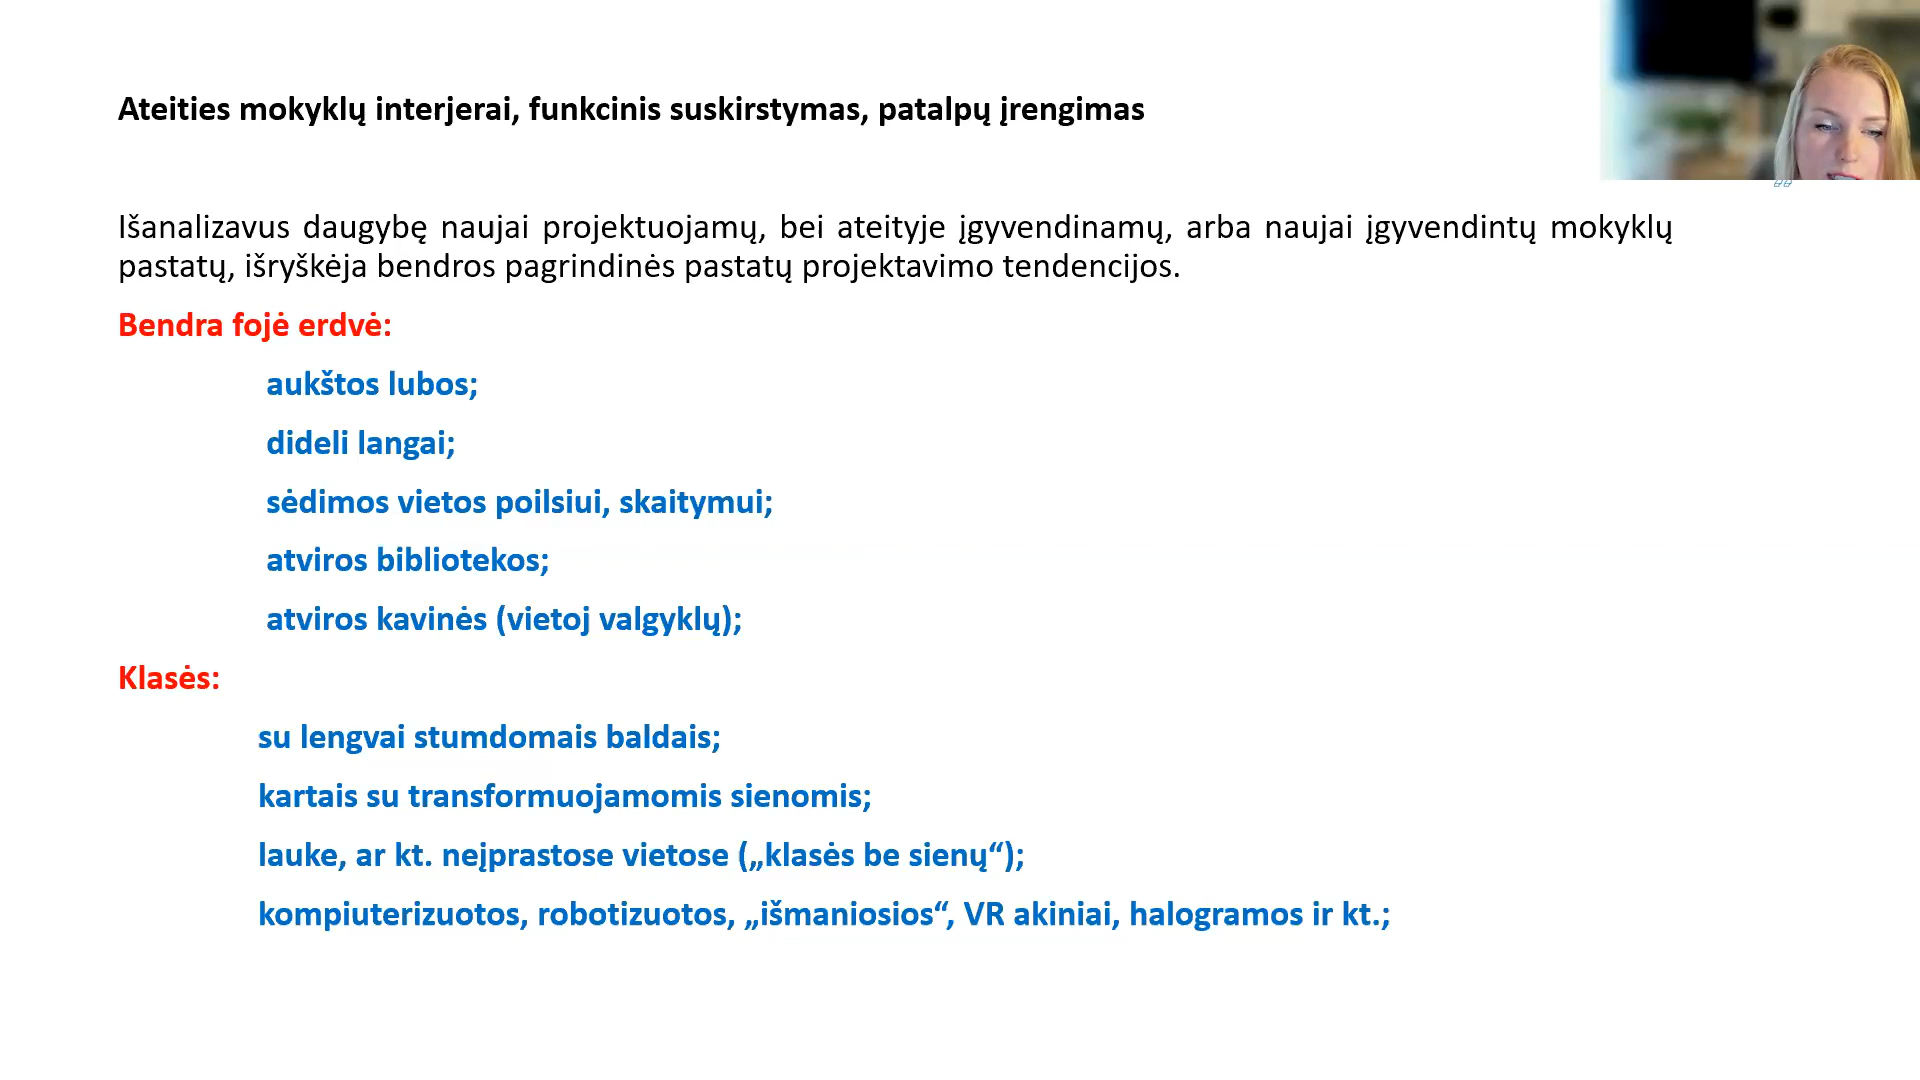 Ateities mokyklų interjerai, funkcinis suskirstymas, patalpų įrengimas
Išanalizavus daugybę naujai projektuojamų, bei ateityje įgyvendinamų, arba naujai įgyvendintų mokyklų
pastatų, išryškėja bendros pagrindinės pastatų projektavimo tendencijos.
Bendra fojė erdvė:
aukštos lubos;
dideli langai;
sėdimos vietos poilsiui, skaitymui;
atviros bibliotekos;
atviros kavinės (vietoj valgyklų);
Klasės:
su lengvai stumdomais baldais;
kartais su transformuojamomis sienomis;
lauke, ar kt. neįprastose vietose („klasės be sienų“);
kompiuterizuotos, robotizuotos, „išmaniosios“, VR akiniai, halogramos ir kt.;